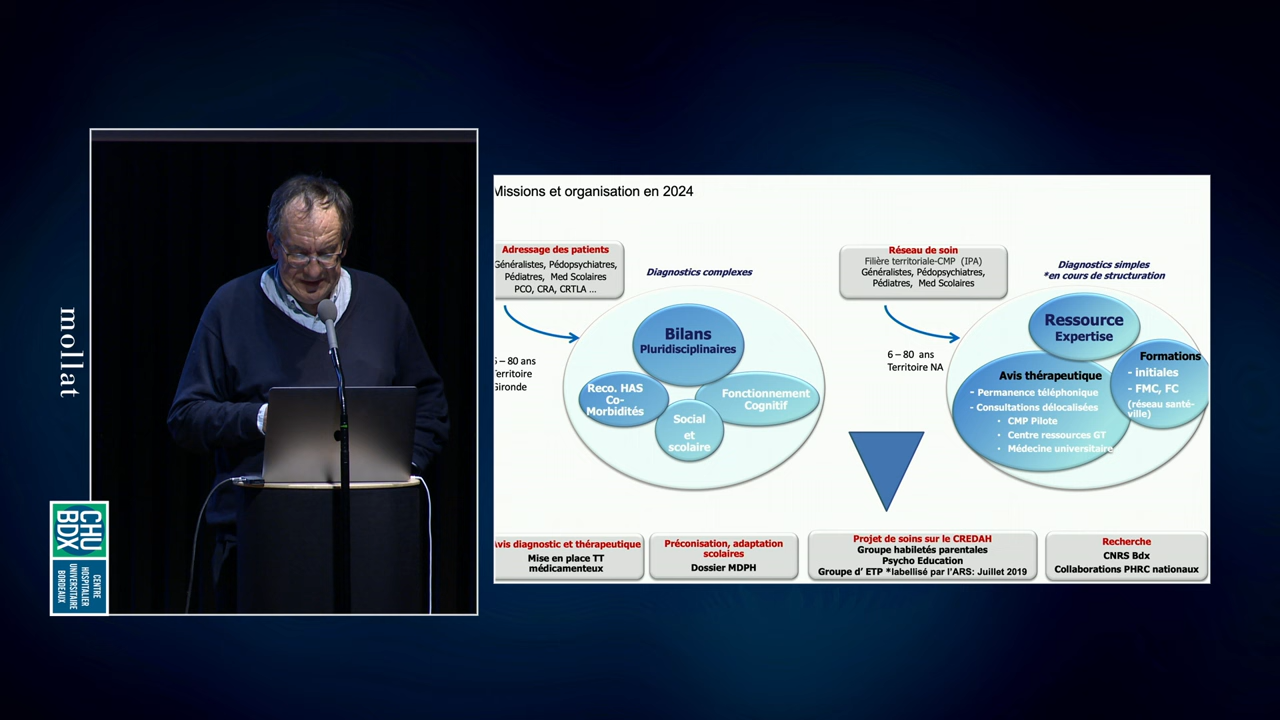 mollat
CHU
BDX
CENTRE
HOSPITALIER
UNIVERSITAIRE
BORDEAUX
Missions et organisation en 2024
Adressage des patients
Généralistes, Pédopsychiatres,
Pédiatres, Med Scolaires
PCO, CRA, CRTLA ...
Diagnostics complexes
6 – 80 ans
Territoire
Gironde
Bilans
Pluridisciplinaires
Reco. HAS
Co-
Morbidités
Fonctionnement
Cognitif
Social
et
scolaire
Réseau de soin
Filière territoriale-CMP (IPA)
Généralistes, Pédopsychiatres,
Pédiatres, Med Scolaires
Diagnostics simples
*en cours de structuration
6 – 80 ans
Territoire NA
Ressource
Expertise
Avis thérapeutique
- Permanence téléphonique
- Consultations délocalisées
• CMP Pilote
• Centre ressources GT
• Médecine universitaire
Formations
- initiales
- FMC, FC
(réseau santé-
ville)
Avis diagnostic et thérapeutique
Mise en place TT
médicamenteux
Préconisation, adaptation
scolaires
Dossier MDPH
Projet de soins sur le CREDAH
Groupe habiletés parentales
Psycho Education
Groupe d' ETP *labellisé par l'ARS: Juillet 2019
Recherche
CNRS Bdx
Collaborations PHRC nationaux